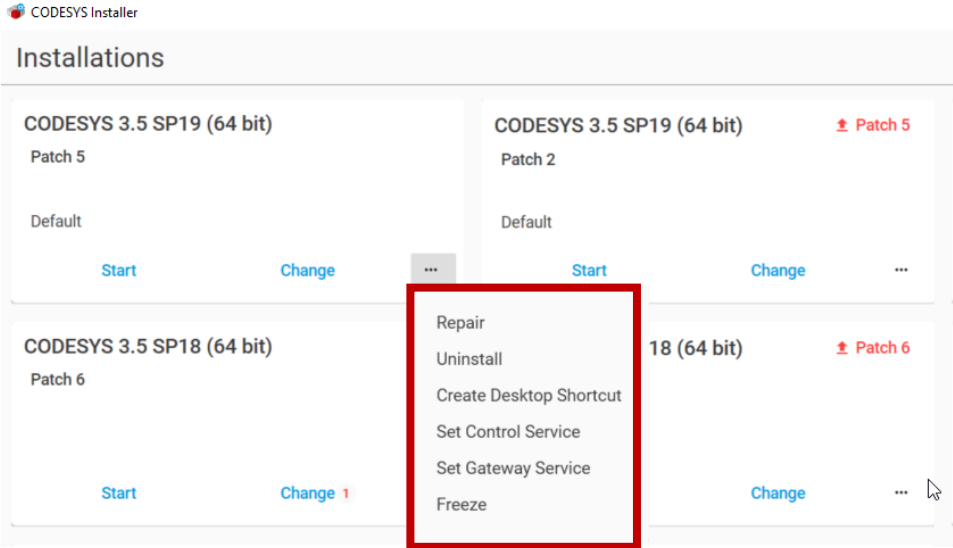 CODESYS Installer
Installations
CODESYS 3.5 SP19 (64 bit)
Patch 5
Default
Start Change ...
CODESYS 3.5 SP19 (64 bit) Patch 5
Patch 2
Default
Start Change ...
Repair
Uninstall
Create Desktop Shortcut
Set Control Service
Set Gateway Service
Freeze
CODESYS 3.5 SP18 (64 bit)
Patch 6
Start Change 1
18 (64 bit) Patch 6
Change ...